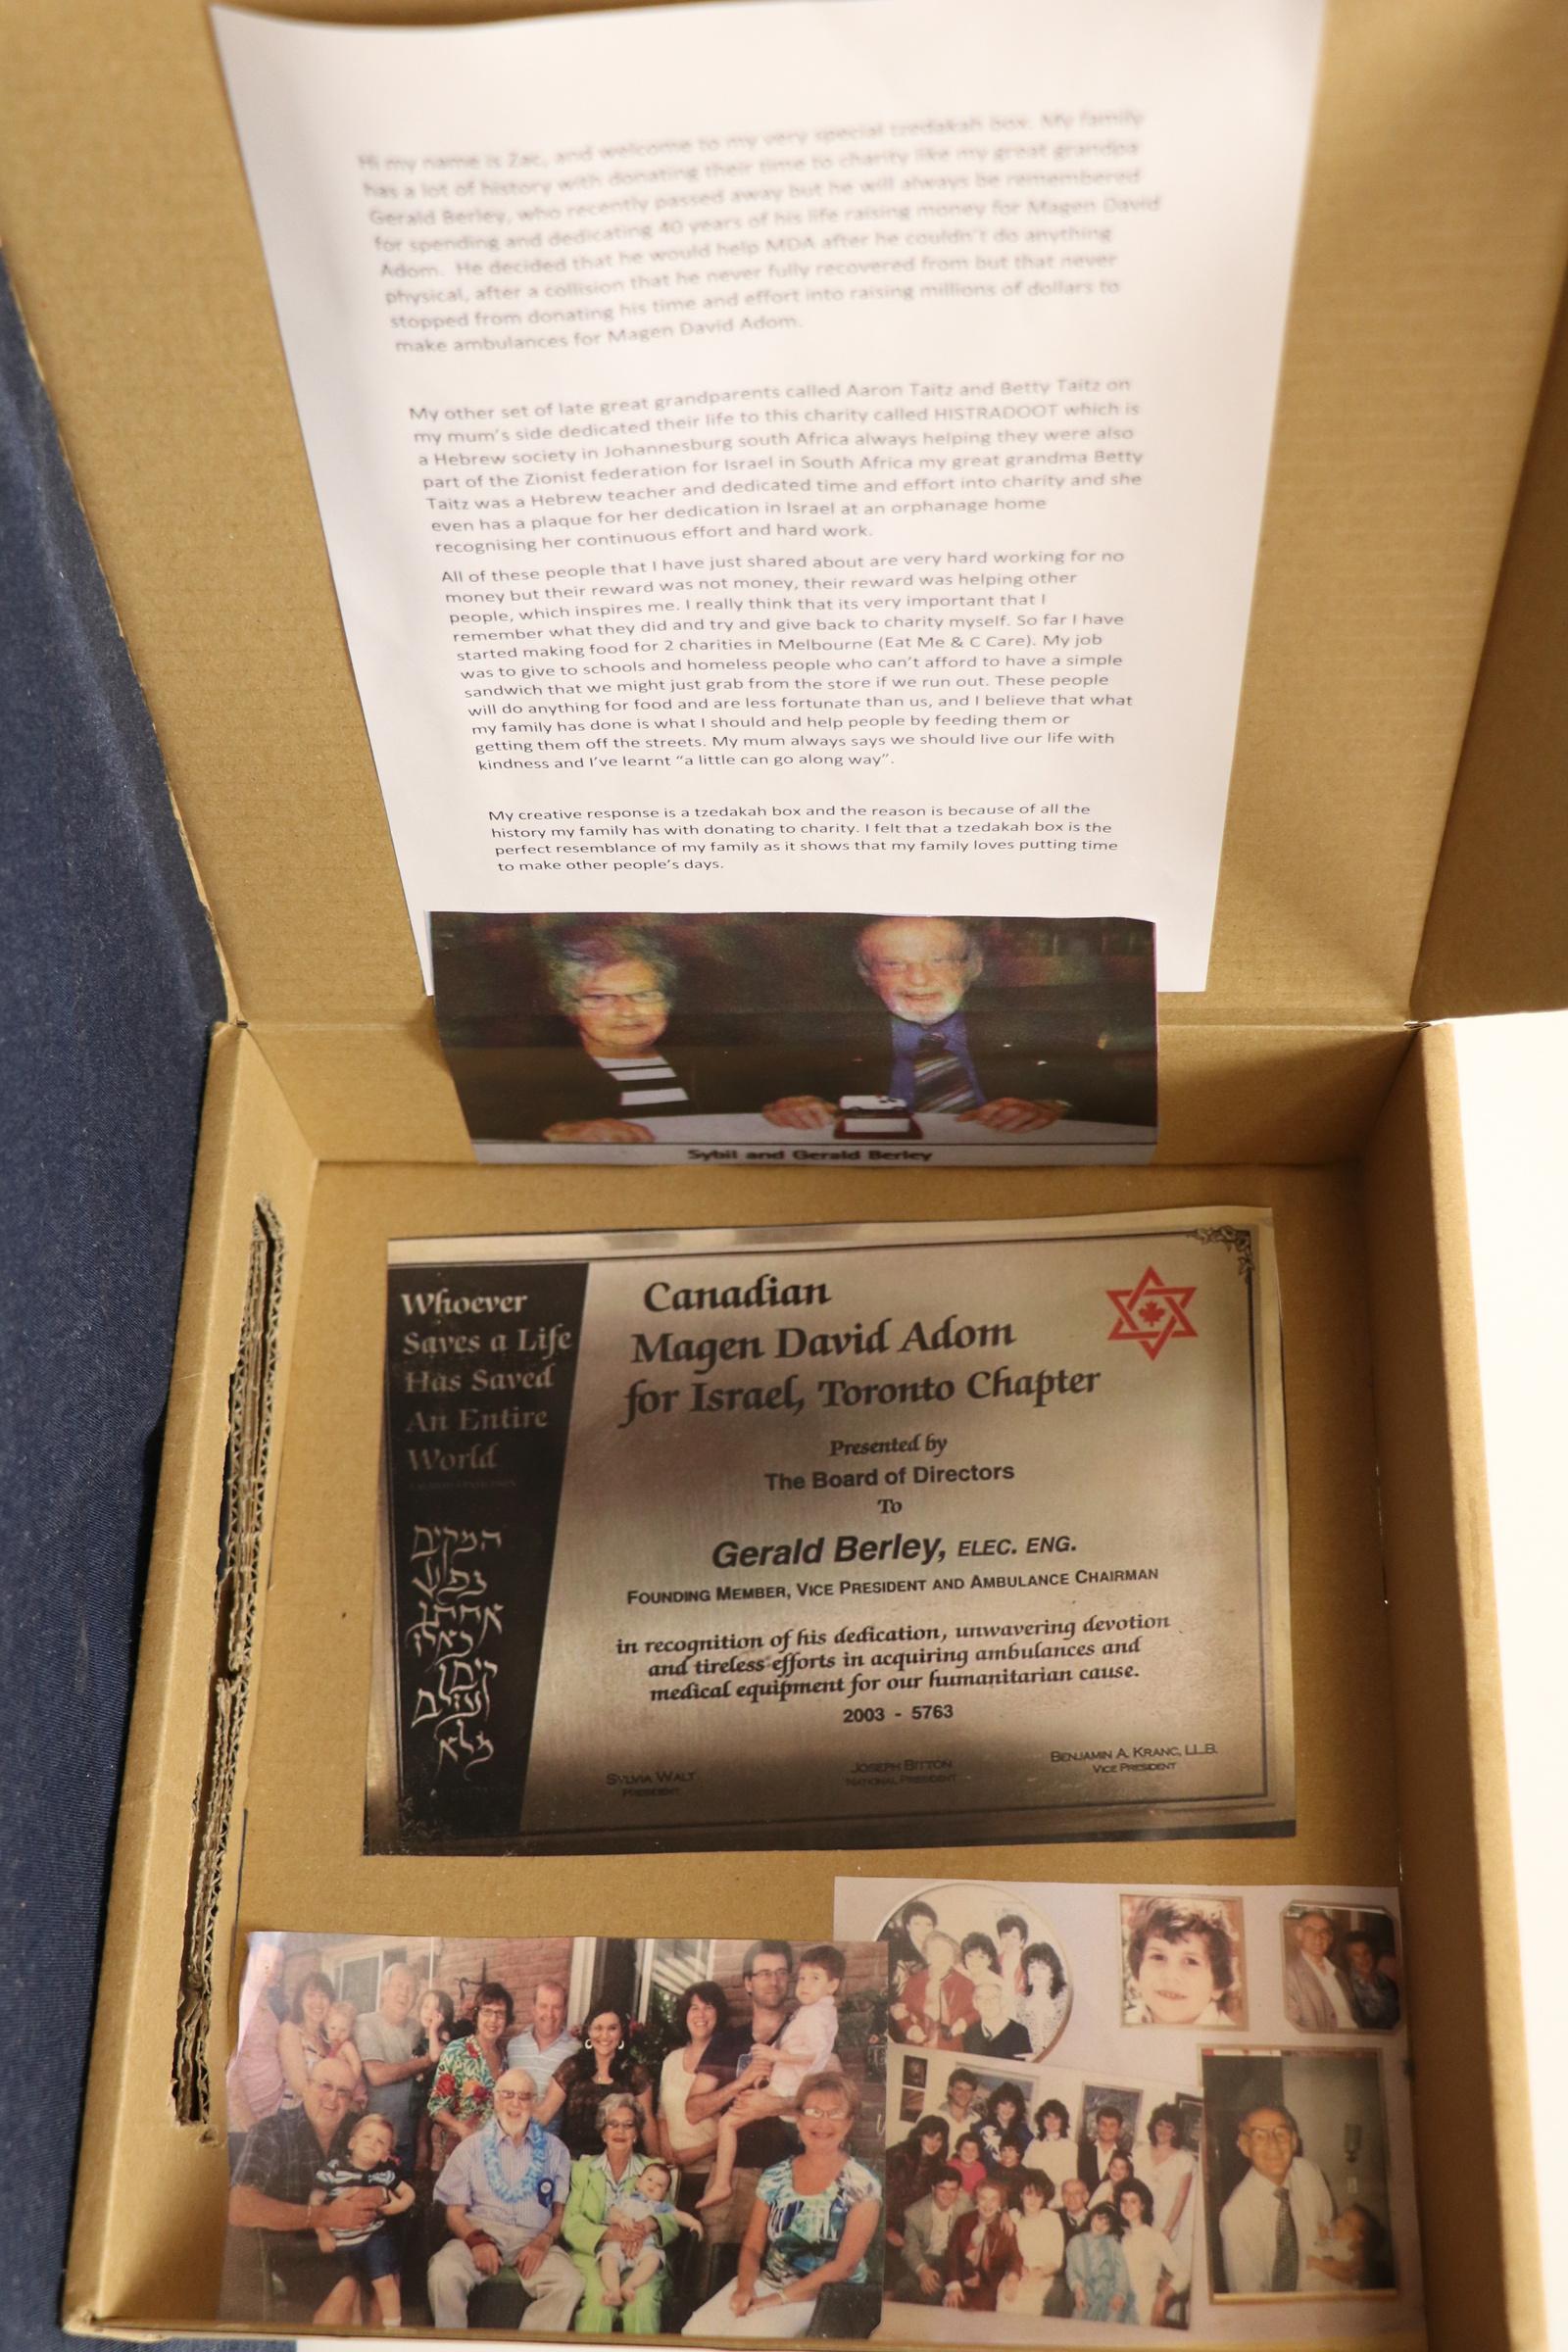 Hi my name is Zac, and welcome to my very special tzedakah box. My family
has a lot of history with donating their time to charity like my great grandpa
Gerald Berley, who recently passed away but he will always be remembered
for spending and dedicating 40 years of his life raising money for Magen David
Adom. He decided that he would help MDA after he couldn't do anything
physical, after a collision that he never fully recovered from but that never
stopped from donating his time and effort into raising millions of dollars to
make ambulances for Magen David Adom.
My other set of late great grandparents called Aaron Taitz and Betty Taitz on
my mum's side dedicated their life to this charity called HISTRADOOT which is
a Hebrew society in Johannesburg south Africa always helping they were also
part of the Zionist federation for Israel in South Africa my great grandma Betty
Taitz was a Hebrew teacher and dedicated time and effort into charity and she
even has a plaque for her dedication in Israel at an orphanage home
recognising her continuous effort and hard work.
All of these people that I have just shared about are very hard working for no
money but their reward was not money, their reward was helping other
people, which inspires me. I really think that its very important that I
remember what they did and try and give back to charity myself. So far I have
started making food for 2 charities in Melbourne (Eat Me & C Care). My job
was to give to schools and homeless people who can't afford to have a simple
sandwich that we might just grab from the store if we run out. These people
will do anything for food and are less fortunate than us, and I believe that what
my family has done is what I should and help people by feeding them or
getting them off the streets. My mum always says we should live our life with
kindness and I've learnt "a little can go along way".
My creative response is a tzedakah box and the reason is because of all the
history my family has with donating to charity. I felt that a tzedakah box is the
perfect resemblance of my family as it shows that my family loves putting time
to make other people's days.
Sybil and Gerald Berley
Whoever
Saves a Life
Has Saved
An Entire
World
המקים
נפש
אחת
כאלו
קים
עולם
מלא
Canadian
Magen David Adom
for Israel, Toronto Chapter
Presented by
The Board of Directors
To
Gerald Berley, ELEC. ENG.
FOUNDING MEMBER, VICE PRESIDENT AND AMBULANCE CHAIRMAN
in recognition of his dedication, unwavering devotion
and tireless efforts in acquiring ambulances and
medical equipment for our humanitarian cause.
2003 - 5763
SYLVIA WALT
PRESIDENT
JOSEPH BITTON
NATIONAL PRESIDENT
BENJAMIN A. KRANC, LL.B.
VICE PRESIDENT